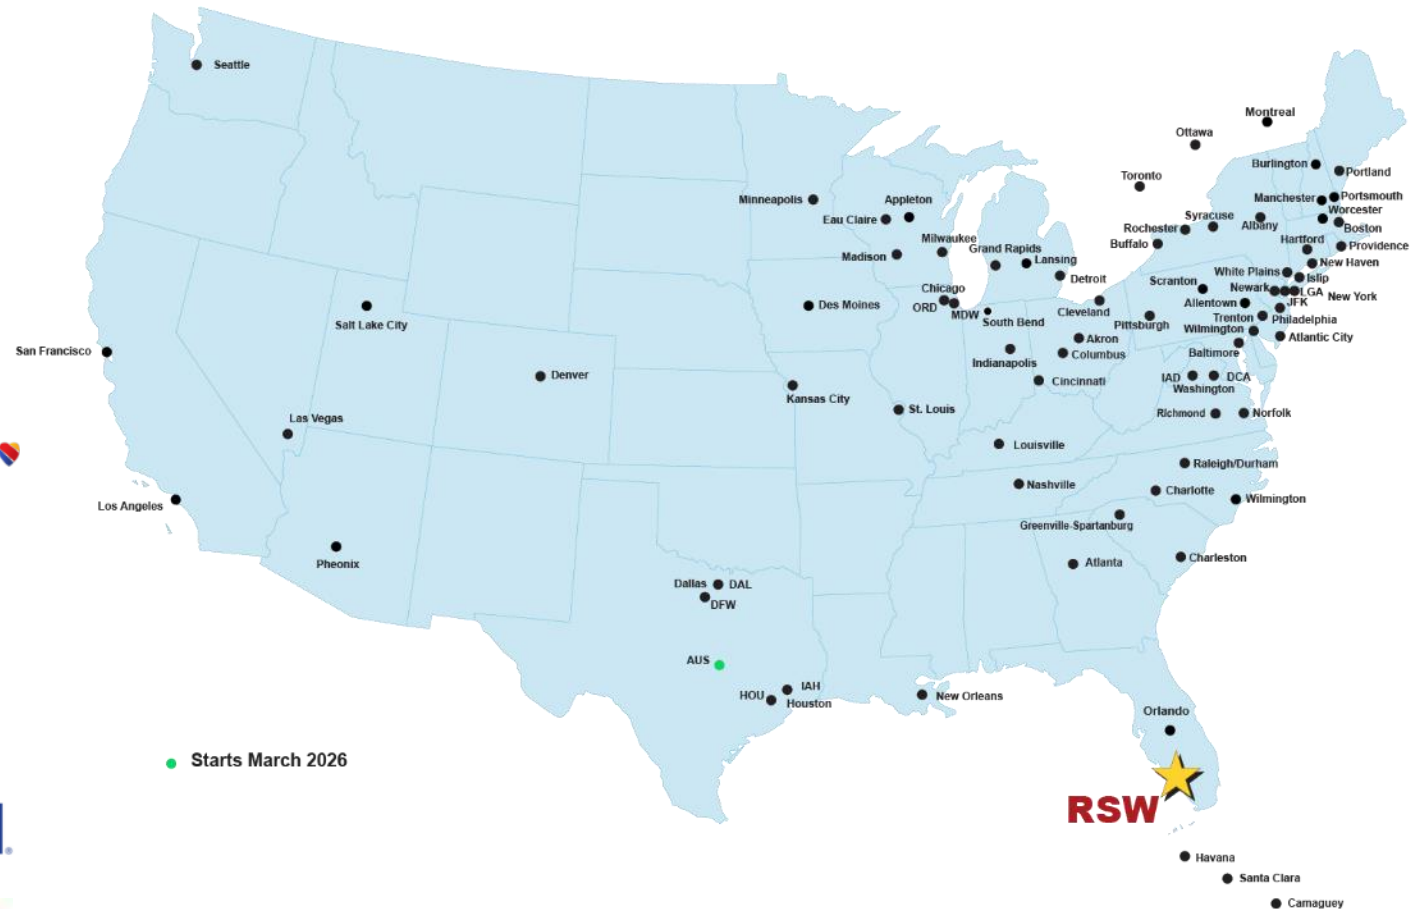 Seattle
Montreal
Ottawa
Burlington
Portland
Toronto
Minneapolis
Appleton
Manchester
Portsmouth
Eau Claire
Worcester
Syracuse
Albany
Rochester
Boston
Milwaukee
Grand Rapids
Hartford
Buffalo
Providence
Madison
Lansing
New Haven
White Plains
Detroit
Islip
Scranton
Chicago
Newark
LGA
New York
ORD
MDW
Des Moines
Cleveland
Allentown
JFK
South Bend
Salt Lake City
Pittsburgh
Trenton
Philadelphia
Wilmington
Akron
Atlantic City
San Francisco
Columbus
Baltimore
Indianapolis
Denver
IAD
DCA
Cincinnati
Washington
Kansas City
St. Louis
Richmond
Norfolk
Las Vegas
Louisville
Raleigh/Durham
Nashville
Charlotte
Los Angeles
Wilmington
Greenville-Spartanburg
Pheonix
Charleston
Atlanta
Dallas
DAL
DFW
AUS
IAH
HOU
Houston
New Orleans
Orlando
Starts March 2026
RSW
Havana
Santa Clara
Camaguey